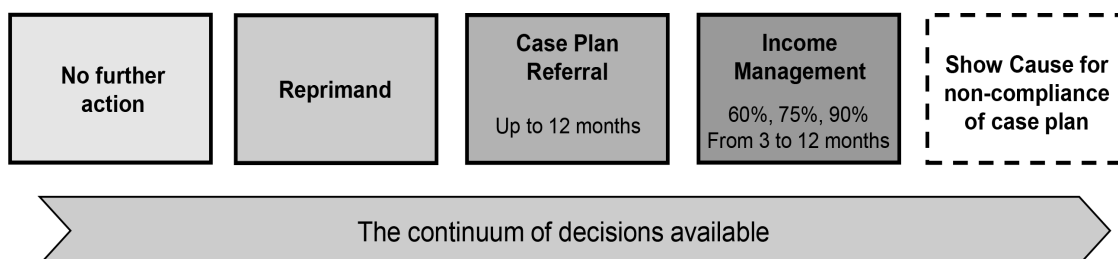 No further
action
Reprimand
Case Plan
Referral
Up to 12 months
Income
Management
60%, 75%, 90%
From 3 to 12 months
Show Cause for
non-compliance
of case plan
The continuum of decisions available